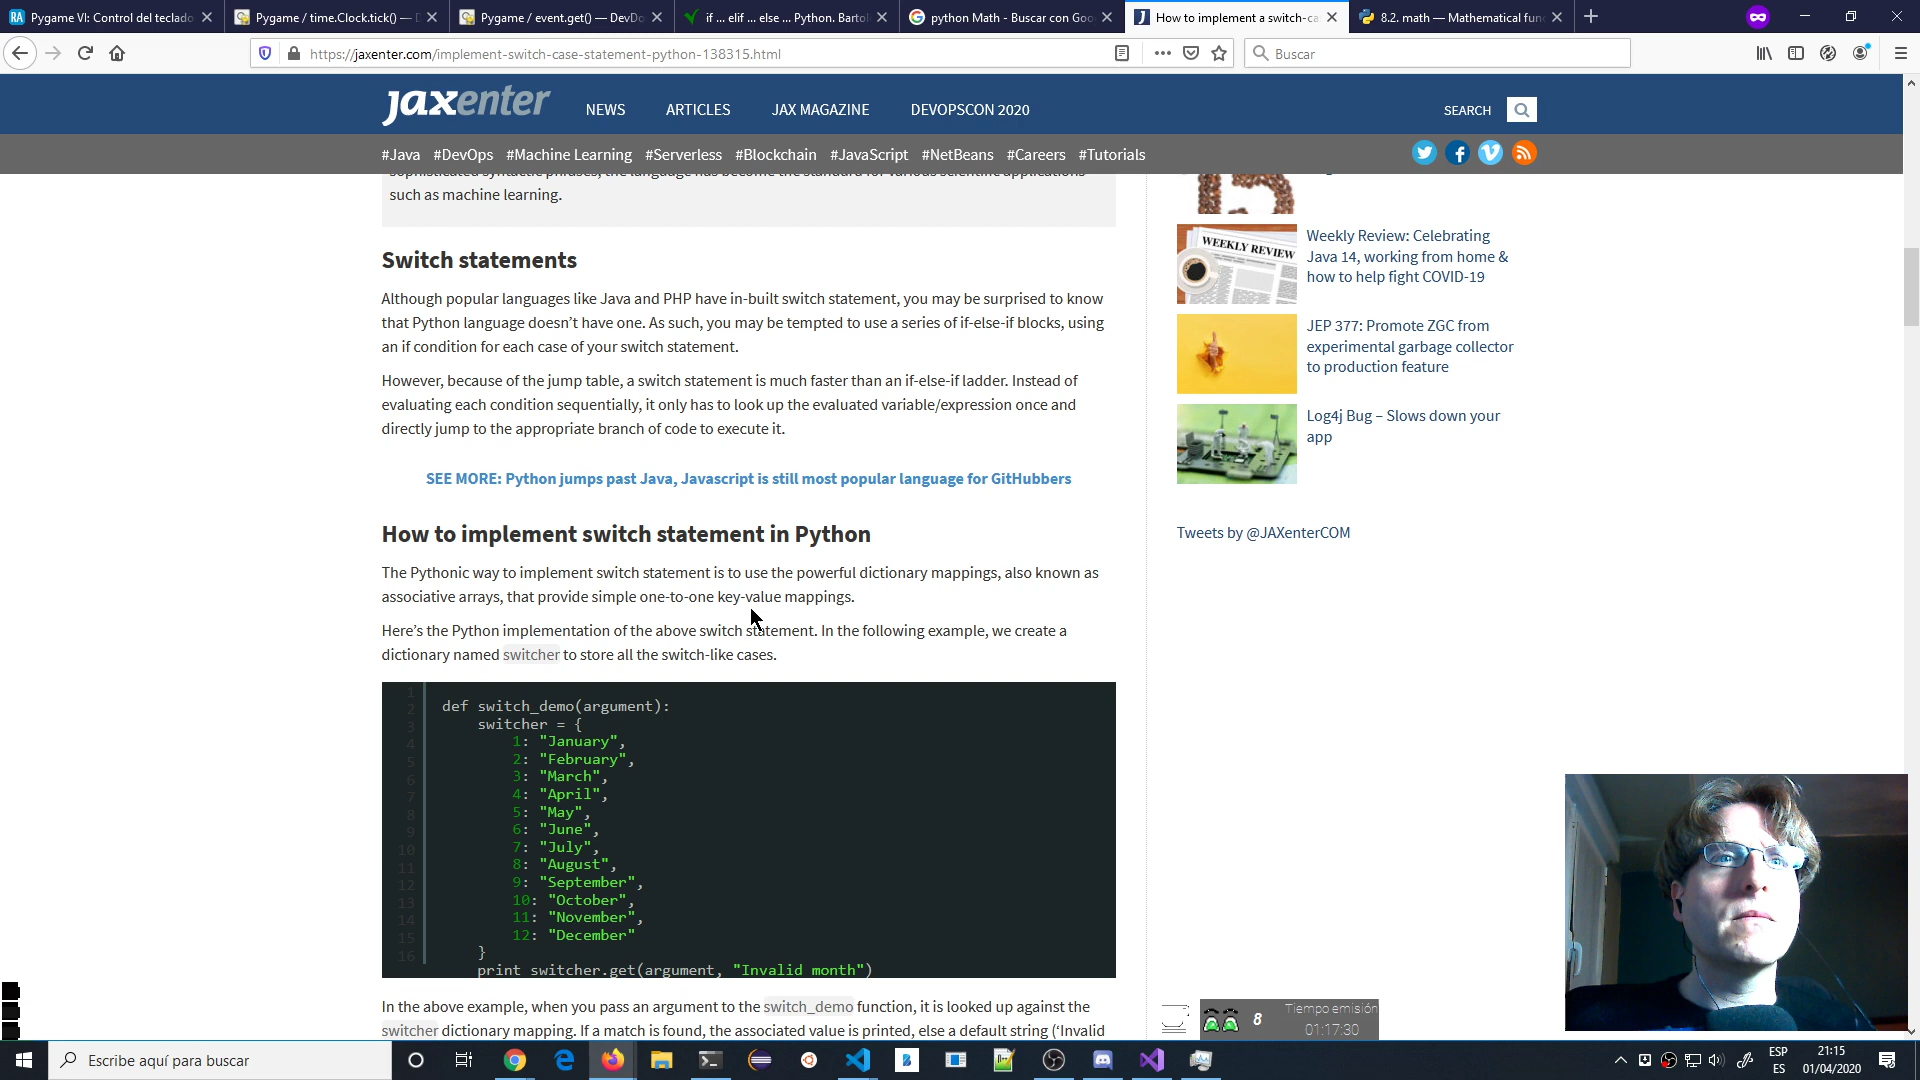 Pygame VI: Control del teclado
Pygame / time.Clock.tick() —
Pygame / event.get() — DevDo
if ... elif ... else ... Python. Bartol
python Math - Buscar con Goo
How to implement a switch-ca
8.2. math — Mathematical fun
https://jaxenter.com/implement-switch-case-statement-python-138315.html
Buscar
jaxenter
NEWS
ARTICLES
JAX MAGAZINE
DEVOPSCON 2020
SEARCH
#Java #DevOps #Machine Learning #Serverless #Blockchain #JavaScript #NetBeans #Careers #Tutorials
sophisticated syntactic phrases, the language has become the standard for various scientific applications
such as machine learning.
Switch statements
Although popular languages like Java and PHP have in-built switch statement, you may be surprised to know
that Python language doesn’t have one. As such, you may be tempted to use a series of if-else-if blocks, using
an if condition for each case of your switch statement.
However, because of the jump table, a switch statement is much faster than an if-else-if ladder. Instead of
evaluating each condition sequentially, it only has to look up the evaluated variable/expression once and
directly jump to the appropriate branch of code to execute it.
SEE MORE: Python jumps past Java, Javascript is still most popular language for GitHubbers
How to implement switch statement in Python
The Pythonic way to implement switch statement is to use the powerful dictionary mappings, also known as
associative arrays, that provide simple one-to-one key-value mappings.
Here’s the Python implementation of the above switch statement. In the following example, we create a
dictionary named switcher to store all the switch-like cases.
1
2 def switch_demo(argument):
3 switcher = {
4 1: "January",
5 2: "February",
6 3: "March",
7 4: "April",
8 5: "May",
9 6: "June",
10 7: "July",
11 8: "August",
12 9: "September",
13 10: "October",
14 11: "November",
15 12: "December"
16 }
print switcher.get(argument, "Invalid month")
In the above example, when you pass an argument to the switch_demo function, it is looked up against the
switcher dictionary mapping. If a match is found, the associated value is printed, else a default string (‘Invalid
WEEKLY REVIEW
Weekly Review: Celebrating
Java 14, working from home &
how to help fight COVID-19
JEP 377: Promote ZGC from
experimental garbage collector
to production feature
Log4j Bug – Slows down your
app
Tweets by @JAXenterCOM
8
Tiempo emisión
01:17:30
Escribe aquí para buscar
ESP
ES
21:15
01/04/2020